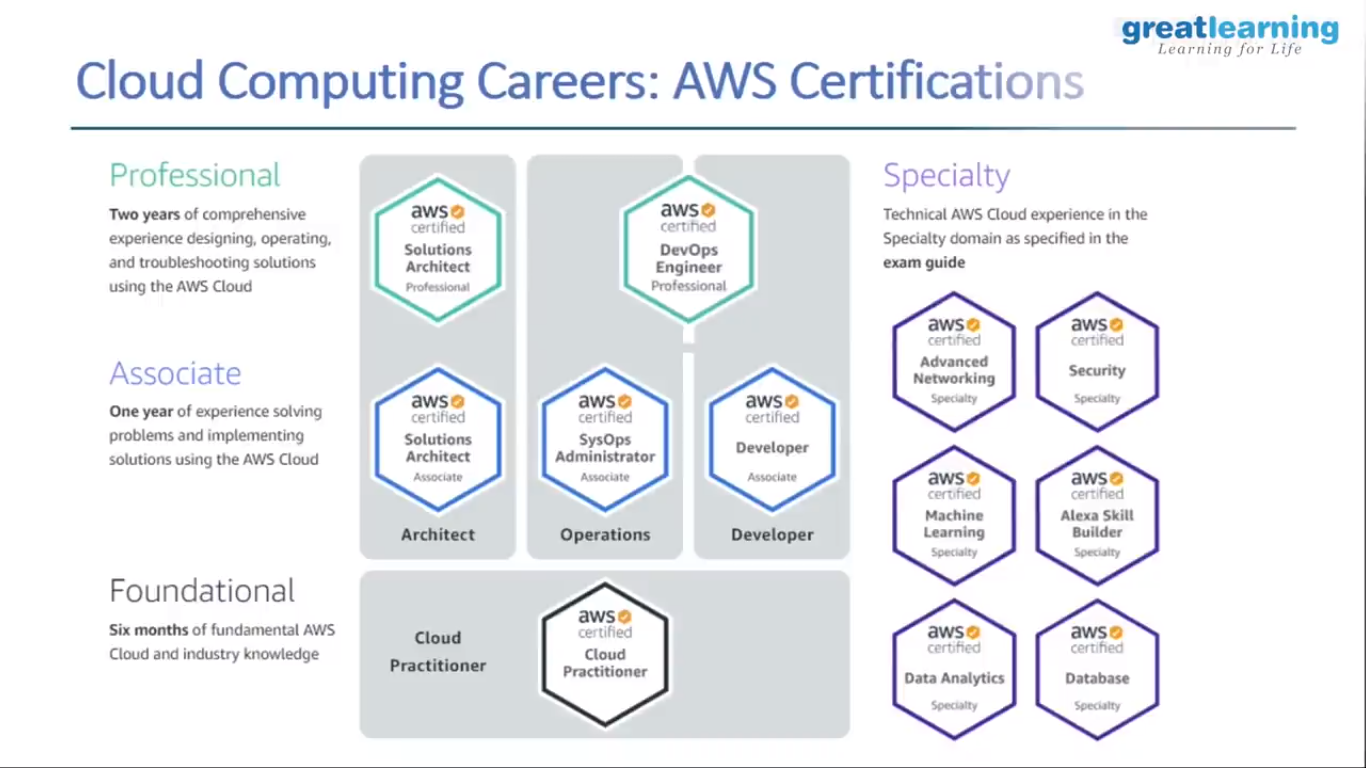 greatlearning
Learning for Life
Cloud Computing Careers: AWS Certifications
Professional
Two years of comprehensive
experience designing, operating,
and troubleshooting solutions
using the AWS Cloud
aws
certified
Solutions
Architect
Professional
aws
certified
DevOps
Engineer
Professional
Associate
One year of experience solving
problems and implementing
solutions using the AWS Cloud
aws
certified
Solutions
Architect
Associate
aws
certified
SysOps
Administrator
Associate
aws
certified
Developer
Associate
Architect
Operations
Developer
Foundational
Six months of fundamental AWS
Cloud and industry knowledge
Cloud
Practitioner
aws
certified
Cloud
Practitioner
Specialty
Technical AWS Cloud experience in the
Specialty domain as specified in the
exam guide
aws
certified
Advanced
Networking
Specialty
aws
certified
Security
Specialty
aws
certified
Machine
Learning
Specialty
aws
certified
Alexa Skill
Builder
Specialty
aws
certified
Data Analytics
Specialty
aws
certified
Database
Specialty